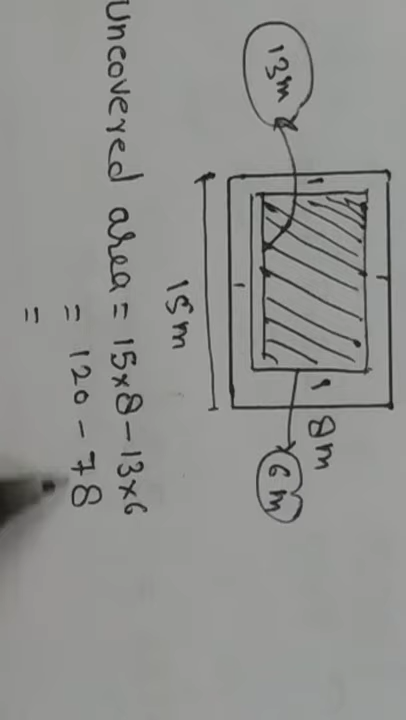 13m
15m
8m
6m
Uncovered area = 15×8 – 13×6
= 120 – 78
=